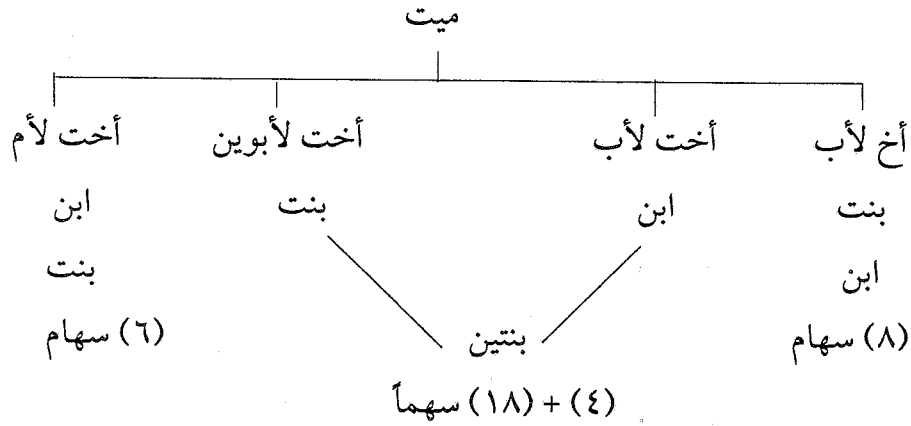 ميت
أخ لأب أخت لأب أخت لأبوين أخت لأم
بنت ابن بنت ابن
ابن بنت
بنتين
(٨) سهام (٦) سهام
(٤) + (١٨) سهماً